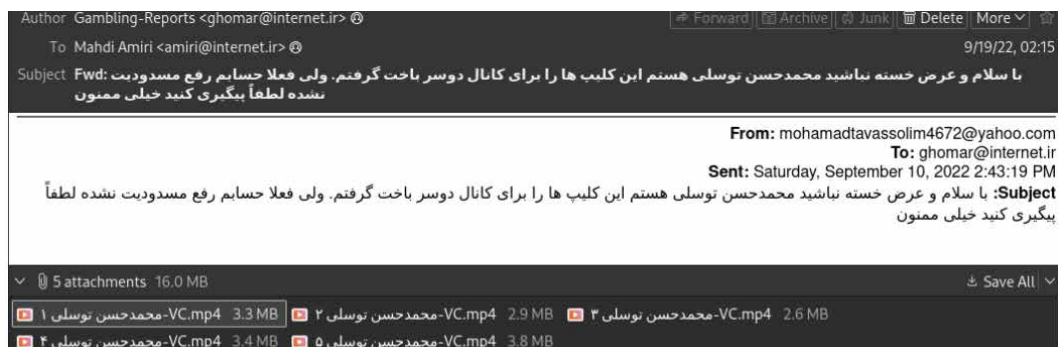 Author Gambling-Reports <ghomar@internet.ir>
Forward Archive Junk Delete More
To Mahdi Amiri <amiri@internet.ir>
9/19/22, 02:15
Subject Fwd: با سلام و عرض خسته نباشید محمدحسن توسلی هستم این کلیپ ها را برای کانال دوسر باخت گرفتم. ولی فعلا حسابم رفع مسدودیت
نشده لطفاً پیگیری کنید خیلی ممنون
From: mohamadtavassolim4672@yahoo.com
To: ghomar@internet.ir
Sent: Saturday, September 10, 2022 2:43:19 PM
Subject: با سلام و عرض خسته نباشید محمدحسن توسلی هستم این کلیپ ها را برای کانال دوسر باخت گرفتم. ولی فعلا حسابم رفع مسدودیت نشده لطفاً
پیگیری کنید خیلی ممنون
5 attachments 16.0 MB
Save All
محمدحسن توسلی ۱-VC.mp4 3.3 MB محمدحسن توسلی ۲-VC.mp4 2.9 MB محمدحسن توسلی ۳-VC.mp4 2.6 MB
محمدحسن توسلی ۴-VC.mp4 3.4 MB محمدحسن توسلی ۵-VC.mp4 3.8 MB